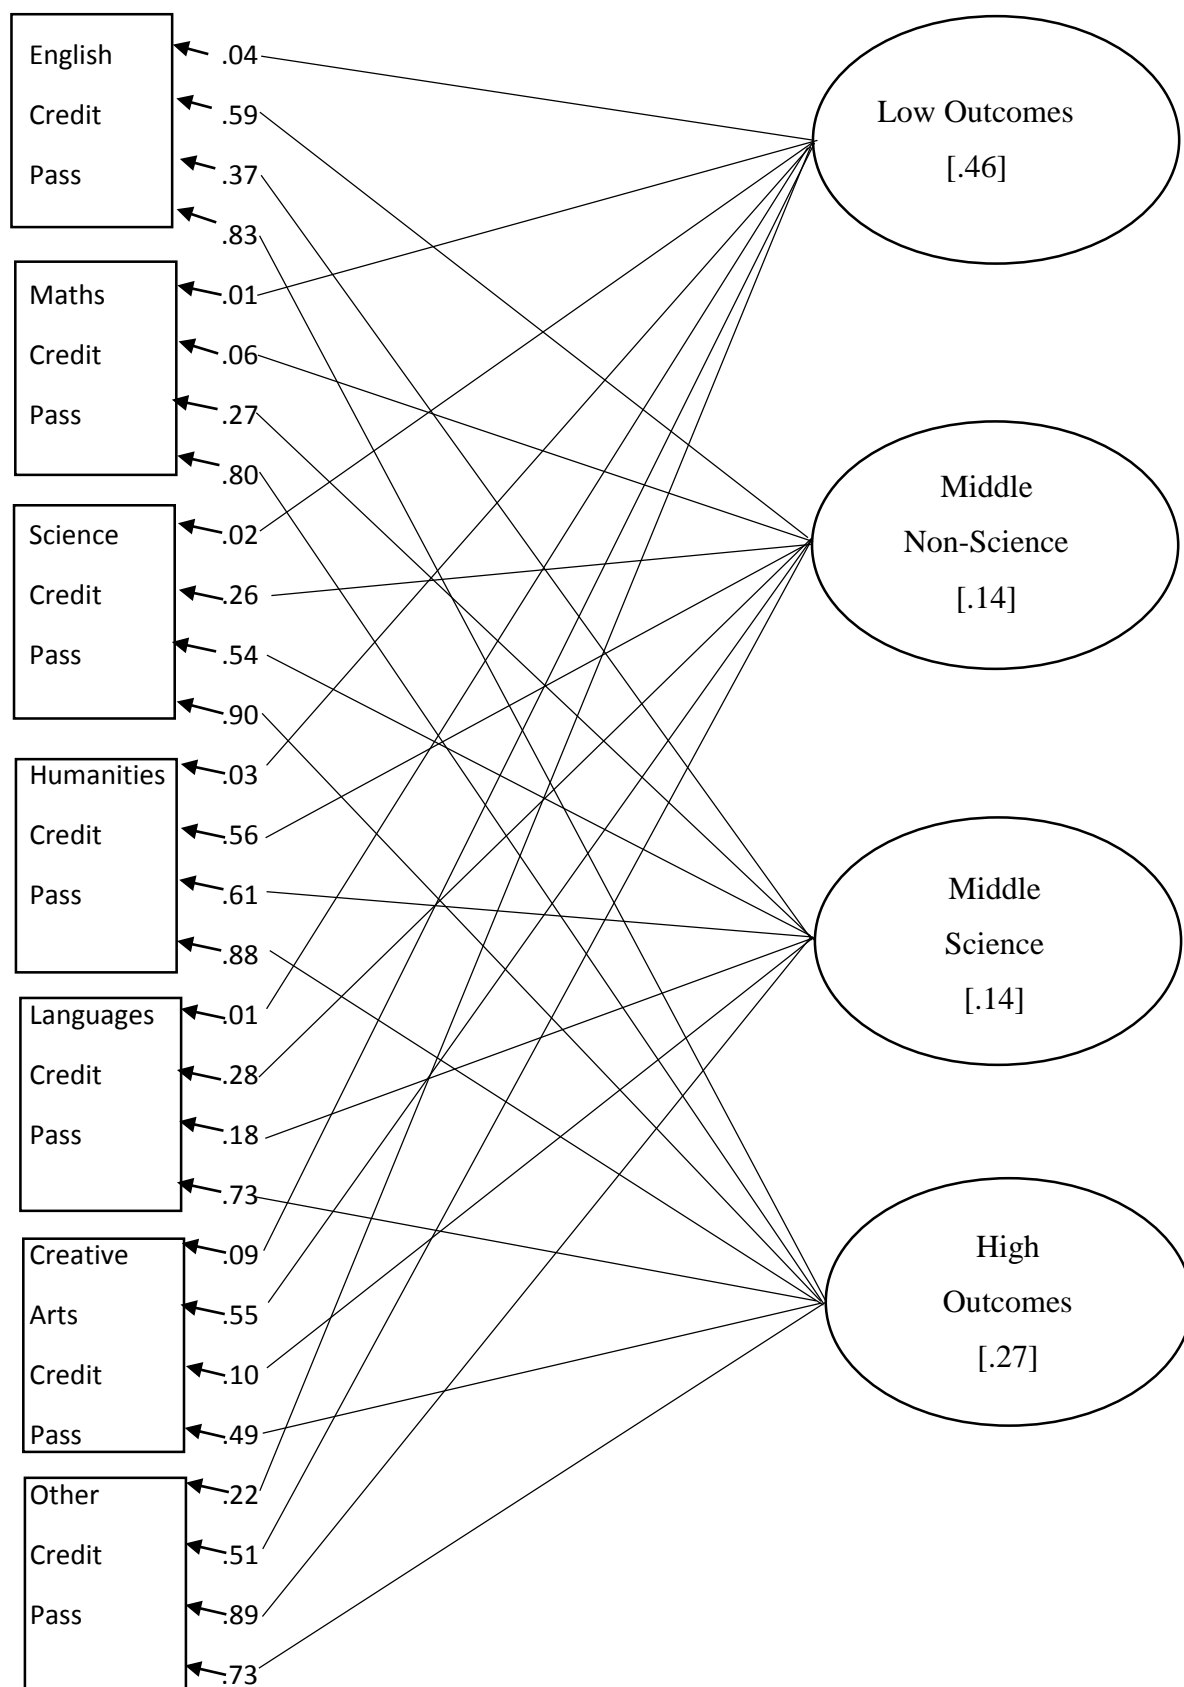 English
Credit
Pass
.04
.59
.37
.83
Maths
Credit
Pass
.01
.06
.27
.80
Science
Credit
Pass
.02
.26
.54
.90
Humanities
Credit
Pass
.03
.56
.61
.88
Languages
Credit
Pass
.01
.28
.18
.73
Creative
Arts
Credit
Pass
.09
.55
.10
.49
Other
Credit
Pass
.22
.51
.89
.73
Low Outcomes
[.46]
Middle
Non-Science
[.14]
Middle
Science
[.14]
High
Outcomes
[.27]